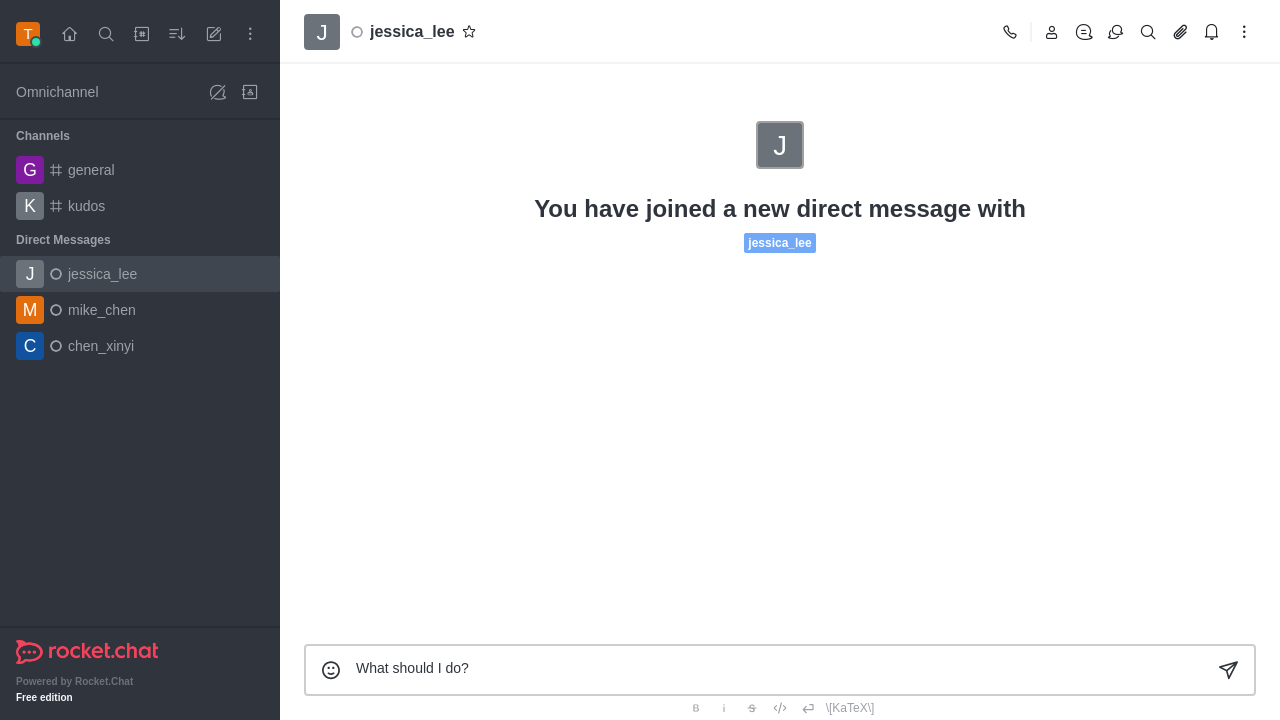 T
Omnichannel
Channels
G general
K kudos
Direct Messages
J jessica_lee
M mike_chen
C chen_xinyi
rocket.chat
Powered by Rocket.Chat
Free edition
J jessica_lee
J
You have joined a new direct message with
jessica_lee
What should I do?
B i S \[KaTeX\]